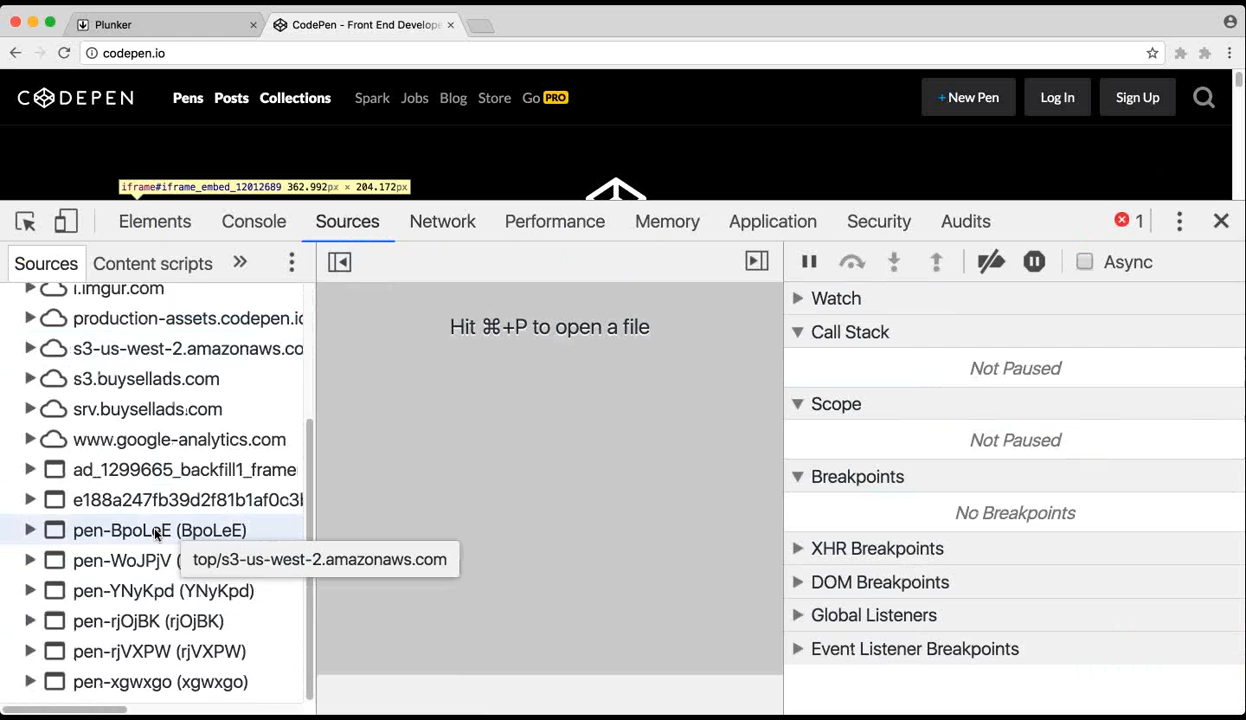 Plunker
CodePen - Front End Develope
codepen.io
CODEPEN
Pens Posts Collections Spark Jobs Blog Store Go PRO
+ New Pen
Log In
Sign Up
iframe#iframe_embed_12012689 362.992px × 204.172px
Elements Console Sources Network Performance Memory Application Security Audits
1
Sources Content scripts »
Async
i.imgur.com
production-assets.codepen.io
s3-us-west-2.amazonaws.co
s3.buysellads.com
srv.buysellads.com
www.google-analytics.com
ad_1299665_backfill1_frame
e188a247fb39d2f81b1af0c3b
pen-BpoLeE (BpoLeE)
top/s3-us-west-2.amazonaws.com
pen-WoJPjV (
pen-YNyKpd (YNyKpd)
pen-rjOjBK (rjOjBK)
pen-rjVXPW (rjVXPW)
pen-xgwxgo (xgwxgo)
Hit ⌘+P to open a file
Watch
Call Stack
Not Paused
Scope
Not Paused
Breakpoints
No Breakpoints
XHR Breakpoints
DOM Breakpoints
Global Listeners
Event Listener Breakpoints